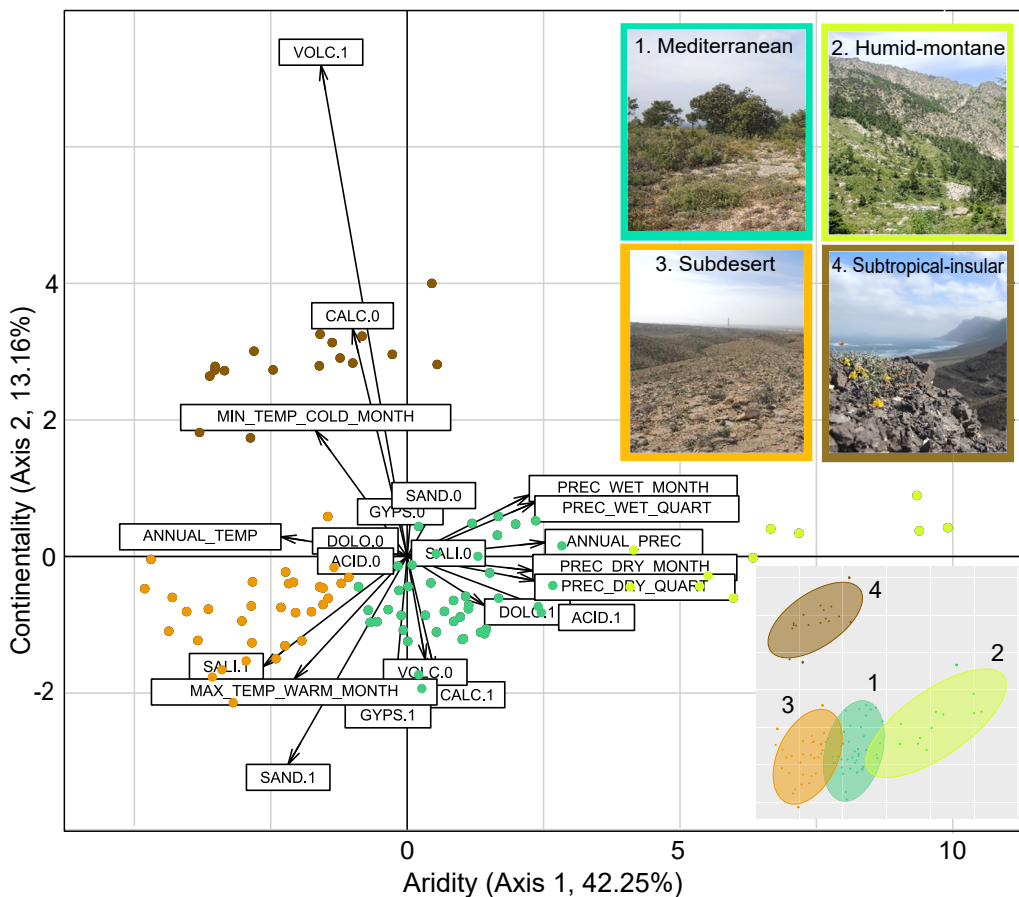 VOLC.1
1. Mediterranean
2. Humid-montane
3. Subdesert
4. Subtropical-insular
4
CALC.0
2
MIN_TEMP_COLD_MONTH
SAND.0
GYPS.0
PREC_WET_MONTH
PREC_WET_QUART
ANNUAL_TEMP
DOLO.0
ANNUAL_PREC
SALI.0
0
ACID.0
PREC_DRY_MONTH
PREC_DRY_QUART
DOLO.1
ACID.1
SALI.1
VOLC.0
-2
MAX_TEMP_WARM_MONTH
CALC.1
GYPS.1
SAND.1
4
2
1
3
0
5
10
Aridity (Axis 1, 42.25%)
Continentality (Axis 2, 13.16%)